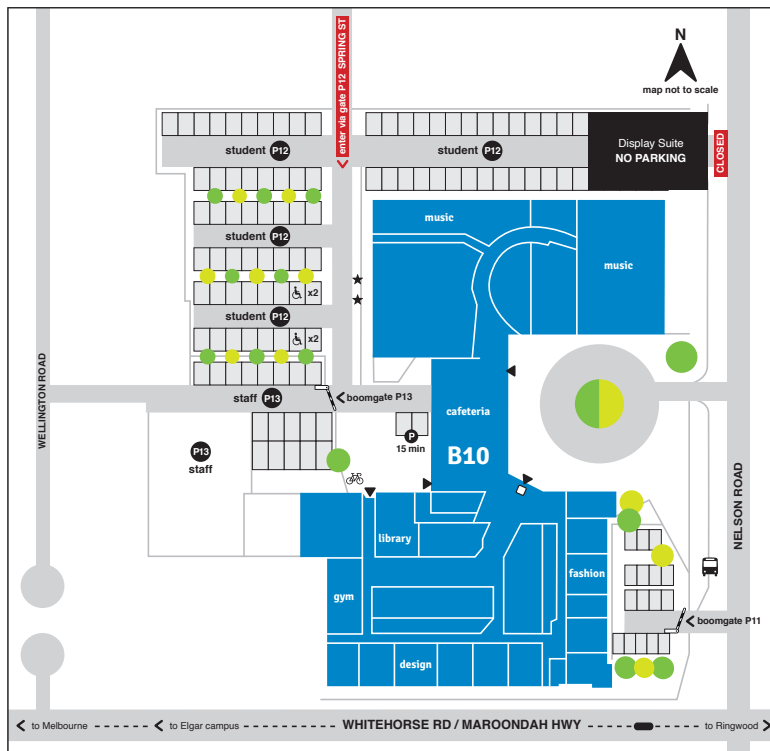 N
map not to scale
enter via gate P12 SPRING ST
Display Suite
NO PARKING
CLOSED
student P12
student P12
music
student P12
music
x2
student P12
x2
WELLINGTON ROAD
staff P13
boomgate P13
cafeteria
P
15 min
B10
P13
staff
NELSON ROAD
library
gym
fashion
boomgate P11
design
to Melbourne
to Elgar campus
WHITEHORSE RD / MAROONDAH HWY
to Ringwood